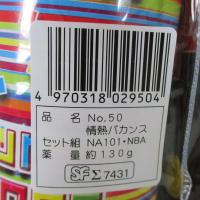 4 970318 029504
品名 No.50
情熱バカンス
セット組 NA101・NBA
薬量 約130g
SF Σ7431